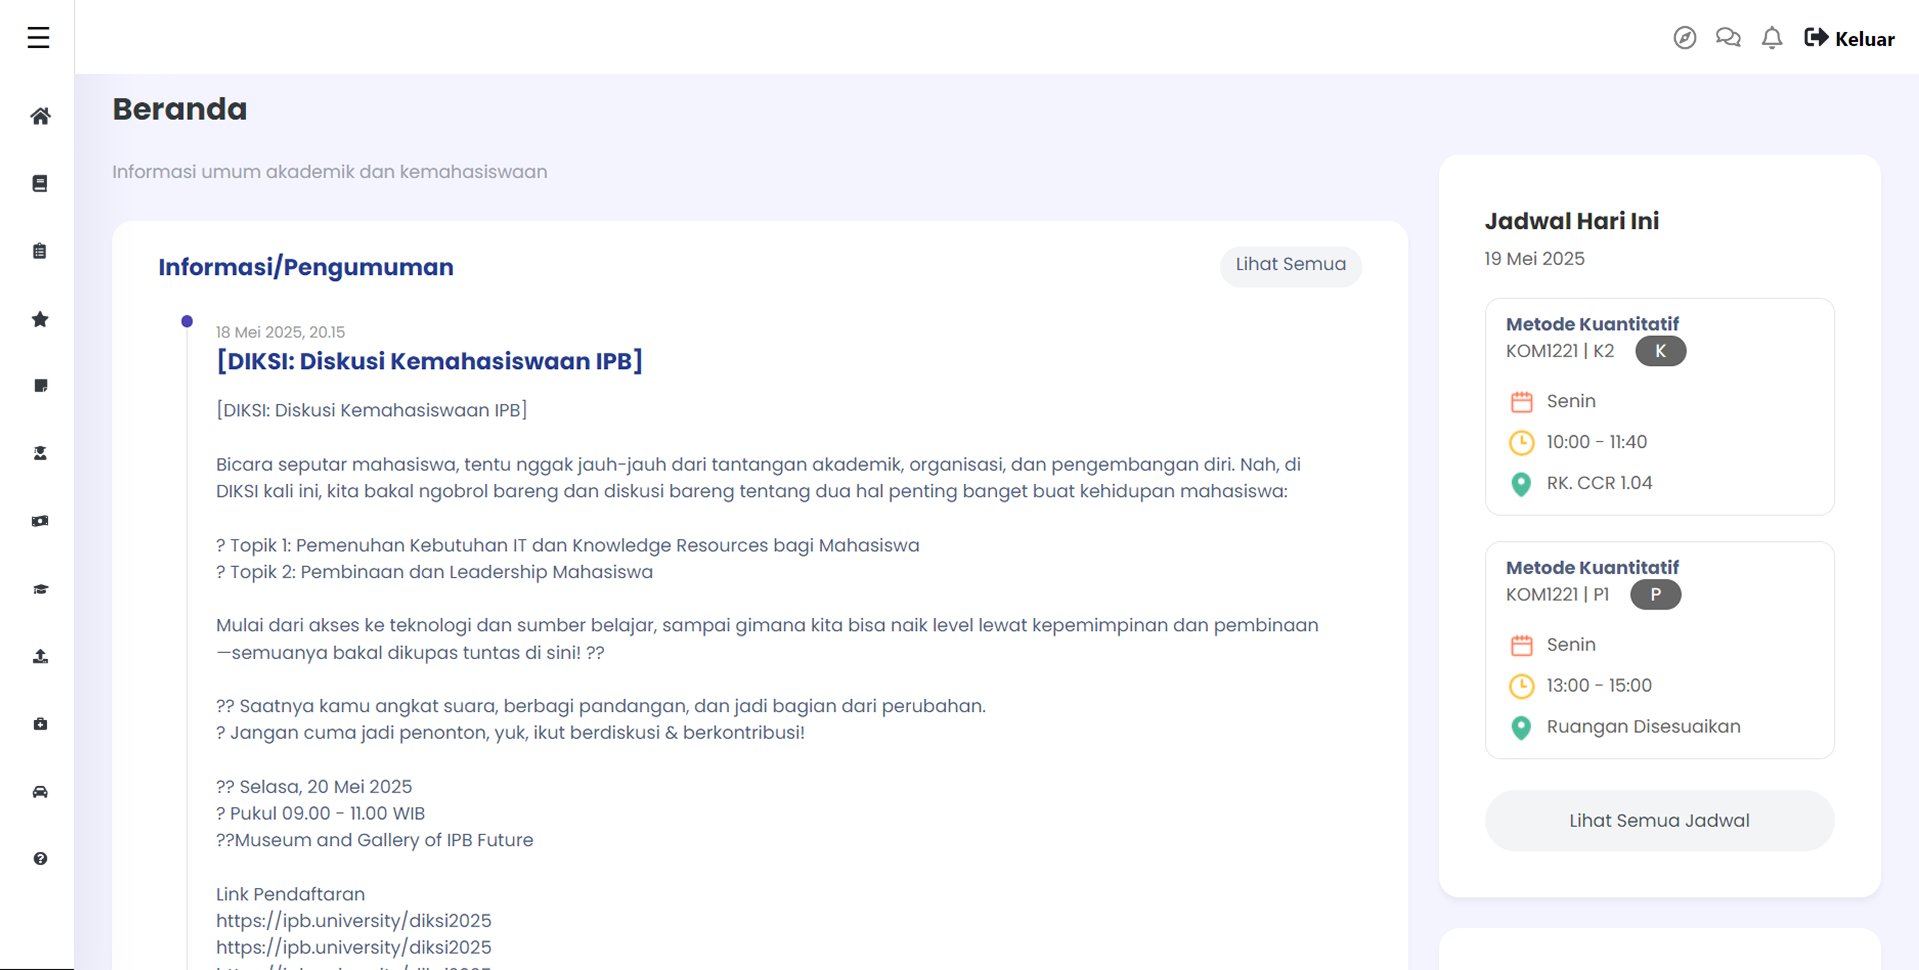 Keluar
Beranda
Informasi umum akademik dan kemahasiswaan
Informasi/Pengumuman
Lihat Semua
18 Mei 2025, 20.15
[DIKSI: Diskusi Kemahasiswaan IPB]
[DIKSI: Diskusi Kemahasiswaan IPB]
Bicara seputar mahasiswa, tentu nggak jauh-jauh dari tantangan akademik, organisasi, dan pengembangan diri. Nah, di
DIKSI kali ini, kita bakal ngobrol bareng dan diskusi bareng tentang dua hal penting banget buat kehidupan mahasiswa:
? Topik 1: Pemenuhan Kebutuhan IT dan Knowledge Resources bagi Mahasiswa
? Topik 2: Pembinaan dan Leadership Mahasiswa
Mulai dari akses ke teknologi dan sumber belajar, sampai gimana kita bisa naik level lewat kepemimpinan dan pembinaan
—semuanya bakal dikupas tuntas di sini! ??
?? Saatnya kamu angkat suara, berbagi pandangan, dan jadi bagian dari perubahan.
? Jangan cuma jadi penonton, yuk, ikut berdiskusi & berkontribusi!
?? Selasa, 20 Mei 2025
? Pukul 09.00 - 11.00 WIB
??Museum and Gallery of IPB Future
Link Pendaftaran
https://ipb.university/diksi2025
https://ipb.university/diksi2025
Jadwal Hari Ini
19 Mei 2025
Metode Kuantitatif
KOM1221 | K2 K
Senin
10:00 - 11:40
RK. CCR 1.04
Metode Kuantitatif
KOM1221 | P1 P
Senin
13:00 - 15:00
Ruangan Disesuaikan
Lihat Semua Jadwal